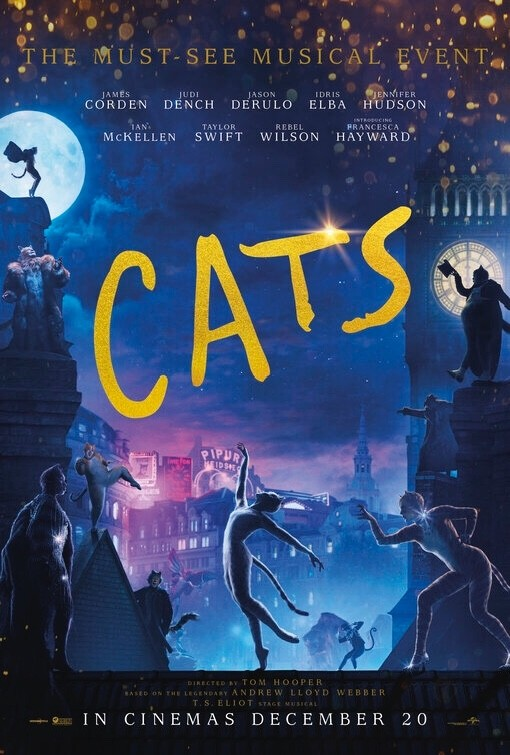 THE MUST-SEE MUSICAL EVENT
JAMES CORDEN JUDI DENCH JASON DERULO IDRIS ELBA JENNIFER HUDSON
IAN McKELLEN TAYLOR SWIFT REBEL WILSON INTRODUCING FRANCESCA HAYWARD
CATS
PIPUR
HEIDSIE
DIRECTED BY TOM HOOPER
BASED ON THE LEGENDARY ANDREW LLOYD WEBBER
T.S. ELIOT STAGE MUSICAL
IN CINEMAS DECEMBER 20